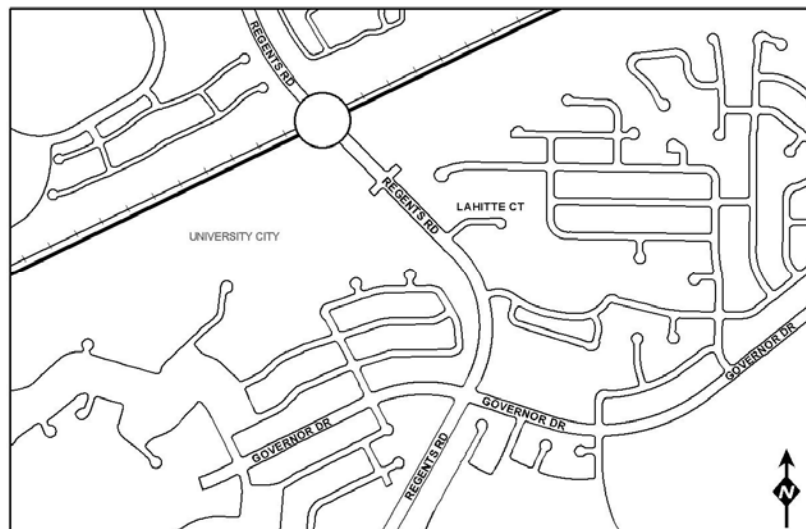 REGENTS RD
REGENTS RD
LAHITTE CT
UNIVERSITY CITY
GOVERNOR DR
GOVERNOR DR
GOVERNOR DR
REGENTS RD
N